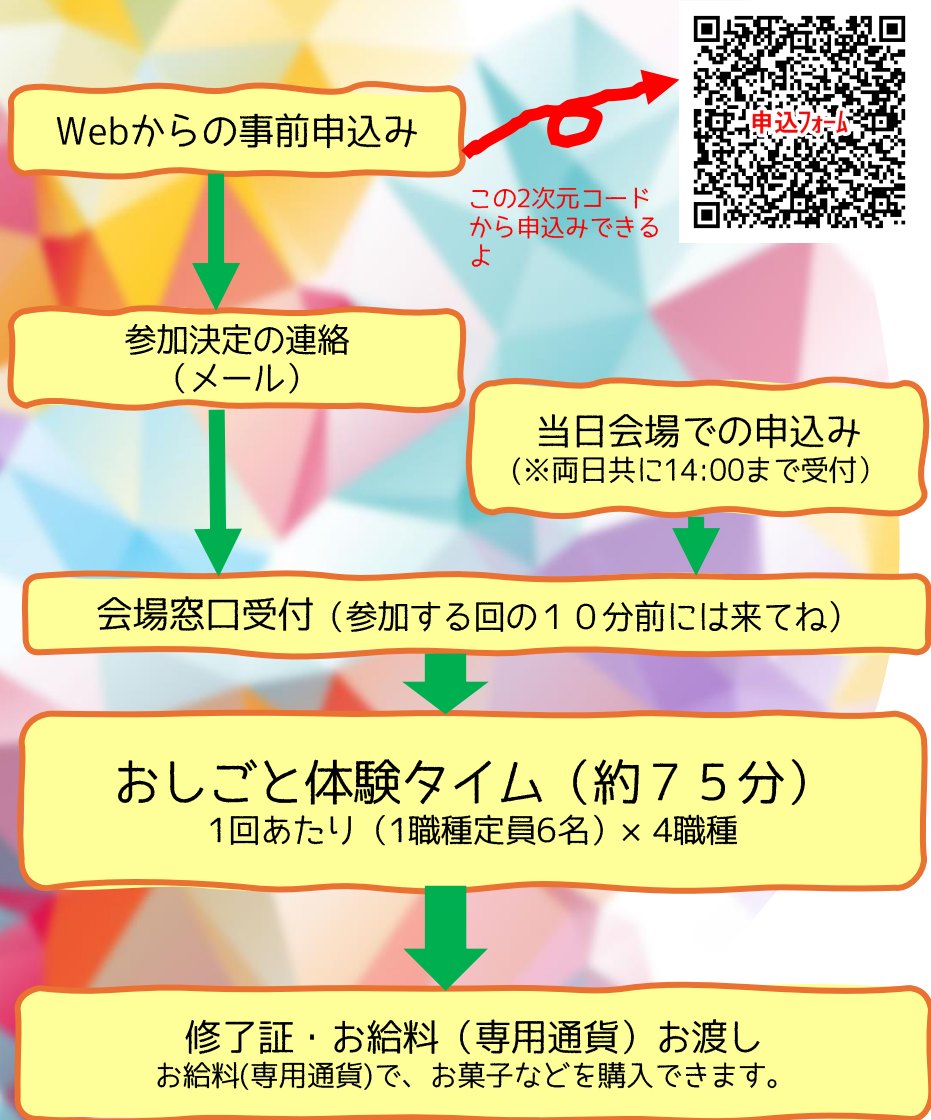 Webからの事前申込み
申込フォーム
この2次元コード
から申込みできる
よ
参加決定の連絡
（メール）
当日会場での申込み
（※両日共に14:00まで受付）
会場窓口受付（参加する回の１０分前には来てね）
おしごと体験タイム（約７５分）
1回あたり（1職種定員6名）× 4職種
修了証・お給料（専用通貨）お渡し
お給料(専用通貨)で、お菓子などを購入できます。